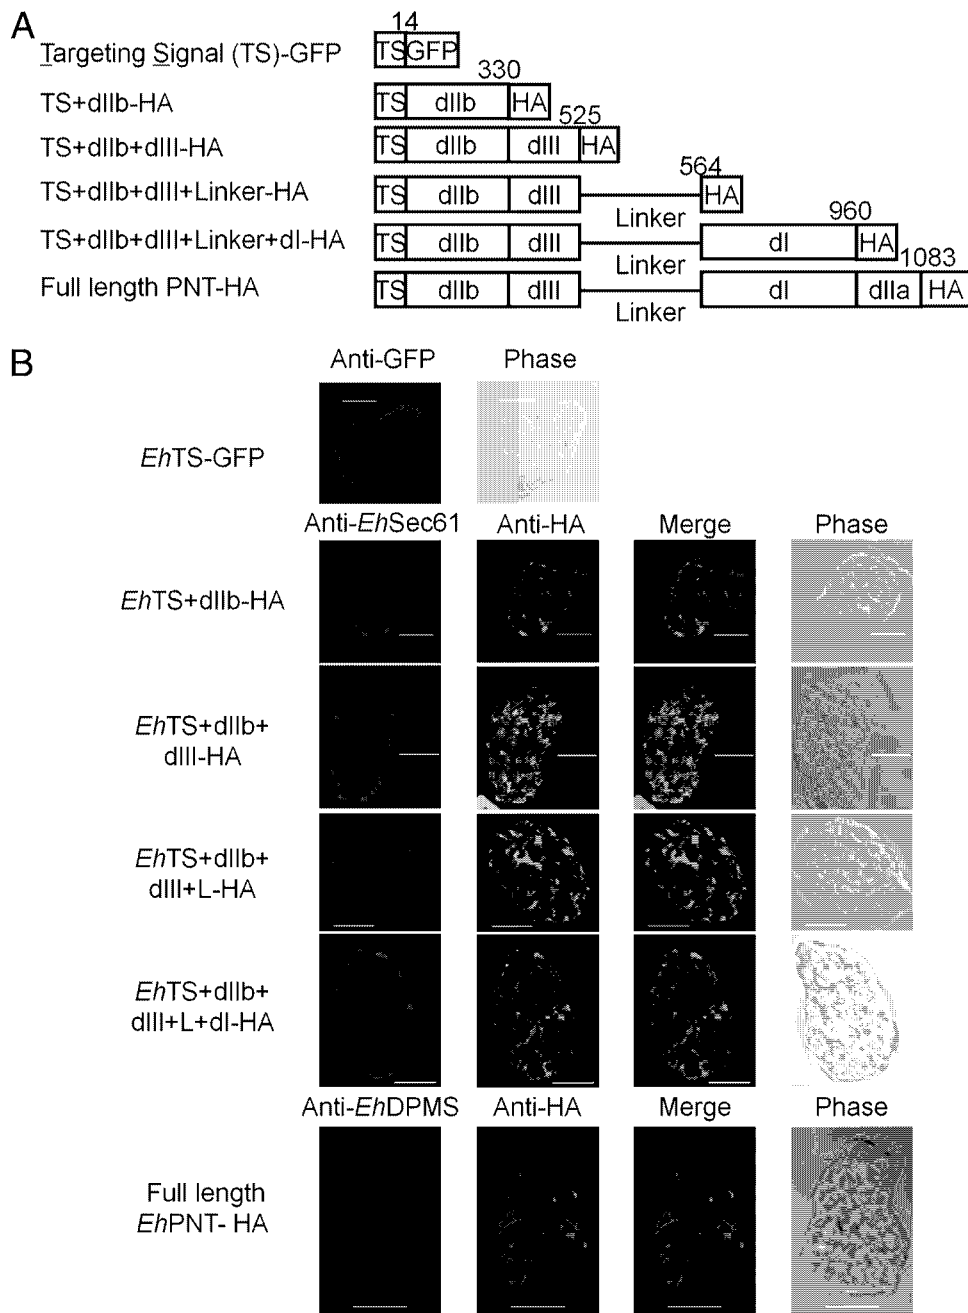 A
14
Targeting Signal (TS)-GFP
TS GFP
330
TS+dIIb-HA
TS dIIb HA
525
TS+dIIb+dIII-HA
TS dIIb dIII HA
564
TS+dIIb+dIII+Linker-HA
TS dIIb dIII HA
Linker
960
TS+dIIb+dIII+Linker+dI-HA
TS dIIb dIII dI HA
Linker
1083
Full length PNT-HA
TS dIIb dIII dI dIIa HA
Linker
B
Anti-GFP Phase
EhTS-GFP
Anti-EhSec61 Anti-HA Merge Phase
EhTS+dIIb-HA
EhTS+dIIb+
dIII-HA
EhTS+dIIb+
dIII+L-HA
EhTS+dIIb+
dIII+L+dI-HA
Anti-EhDPMS Anti-HA Merge Phase
Full length
EhPNT- HA